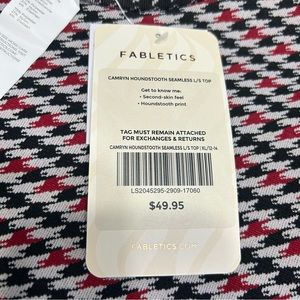 FABLETICS
CAMRYN HOUNDSTOOTH SEAMLESS L/S TOP
Get to know me:
• Second-skin feel
• Houndstooth print
TAG MUST REMAIN ATTACHED
FOR EXCHANGES & RETURNS
CAMRYN HOUNDSTOOTH SEAMLESS L/S TOP | XL/12-14
LS2045295-2909-17060
$49.95
FABLETICS.COM